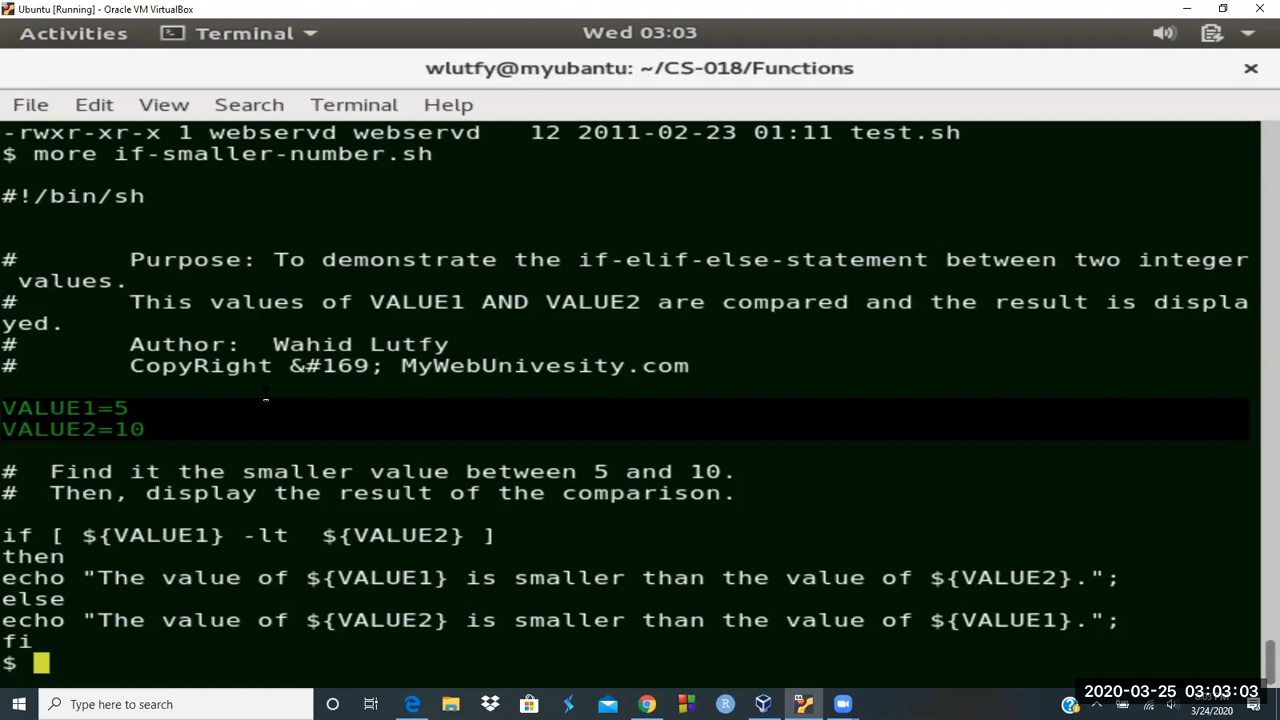 Ubuntu [Running] - Oracle VM VirtualBox
Activities Terminal Wed 03:03
wlutfy@myubantu: ~/CS-018/Functions
File Edit View Search Terminal Help
-rwxr-xr-x 1 webservd webservd 12 2011-02-23 01:11 test.sh
$ more if-smaller-number.sh
#!/bin/sh
# Purpose: To demonstrate the if-elif-else-statement between two integer
values.
# This values of VALUE1 AND VALUE2 are compared and the result is displa
yed.
# Author: Wahid Lutfy
# CopyRight &#169; MyWebUnivesity.com
VALUE1=5
VALUE2=10
# Find it the smaller value between 5 and 10.
# Then, display the result of the comparison.
if [ ${VALUE1} -lt ${VALUE2} ]
then
echo "The value of ${VALUE1} is smaller than the value of ${VALUE2}.";
else
echo "The value of ${VALUE2} is smaller than the value of ${VALUE1}.";
fi
$
Type here to search
2020-03-25 03:03:03
3/24/2020